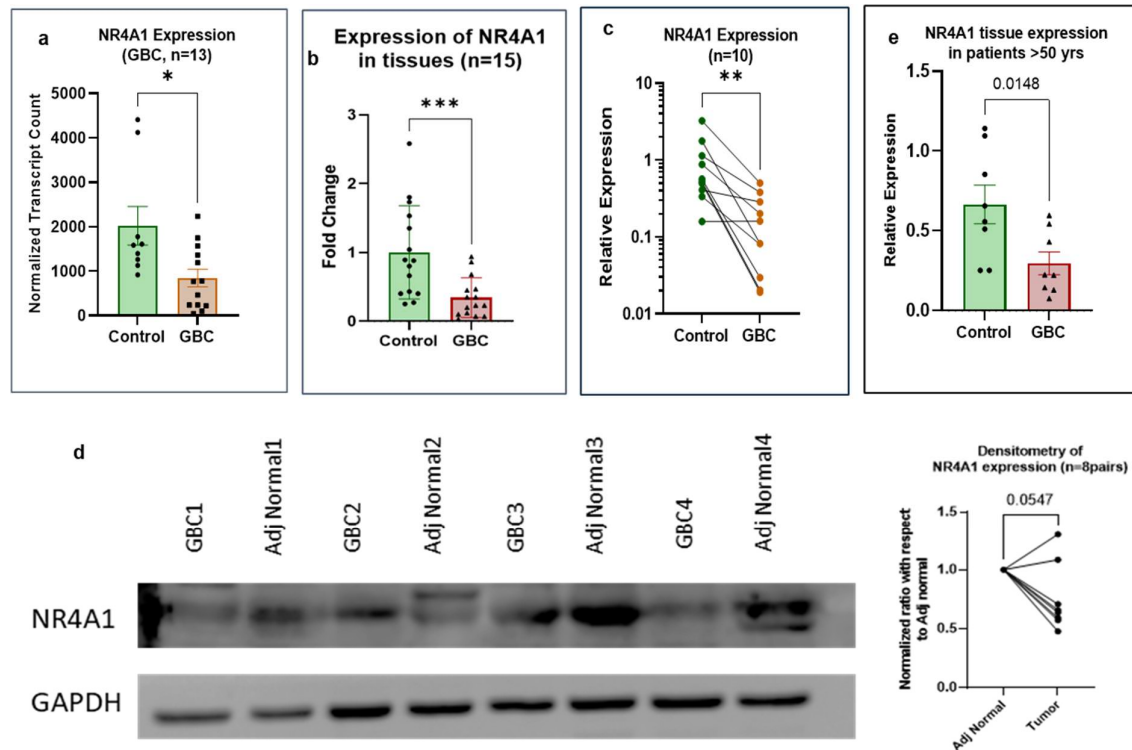 a
NR4A1 Expression
(GBC, n=13)
*
Normalized Transcript Count
5000
4000
3000
2000
1000
0
Control GBC
b
Expression of NR4A1
in tissues (n=15)
***
Fold Change
3
2
1
0
Control GBC
c
NR4A1 Expression
(n=10)
**
Relative Expression
10
1
0.1
0.01
Control GBC
e
NR4A1 tissue expression
in patients >50 yrs
0.0148
Relative Expression
1.5
1.0
0.5
0.0
Control GBC
d
GBC1
Adj Normal1
GBC2
Adj Normal2
GBC3
Adj Normal3
GBC4
Adj Normal4
NR4A1
GAPDH
Densitometry of
NR4A1 expression (n=8pairs)
0.0547
Normalized ratio with respect
to Adj normal
1.5
1.0
0.5
0.0
Adj Normal
Tumor